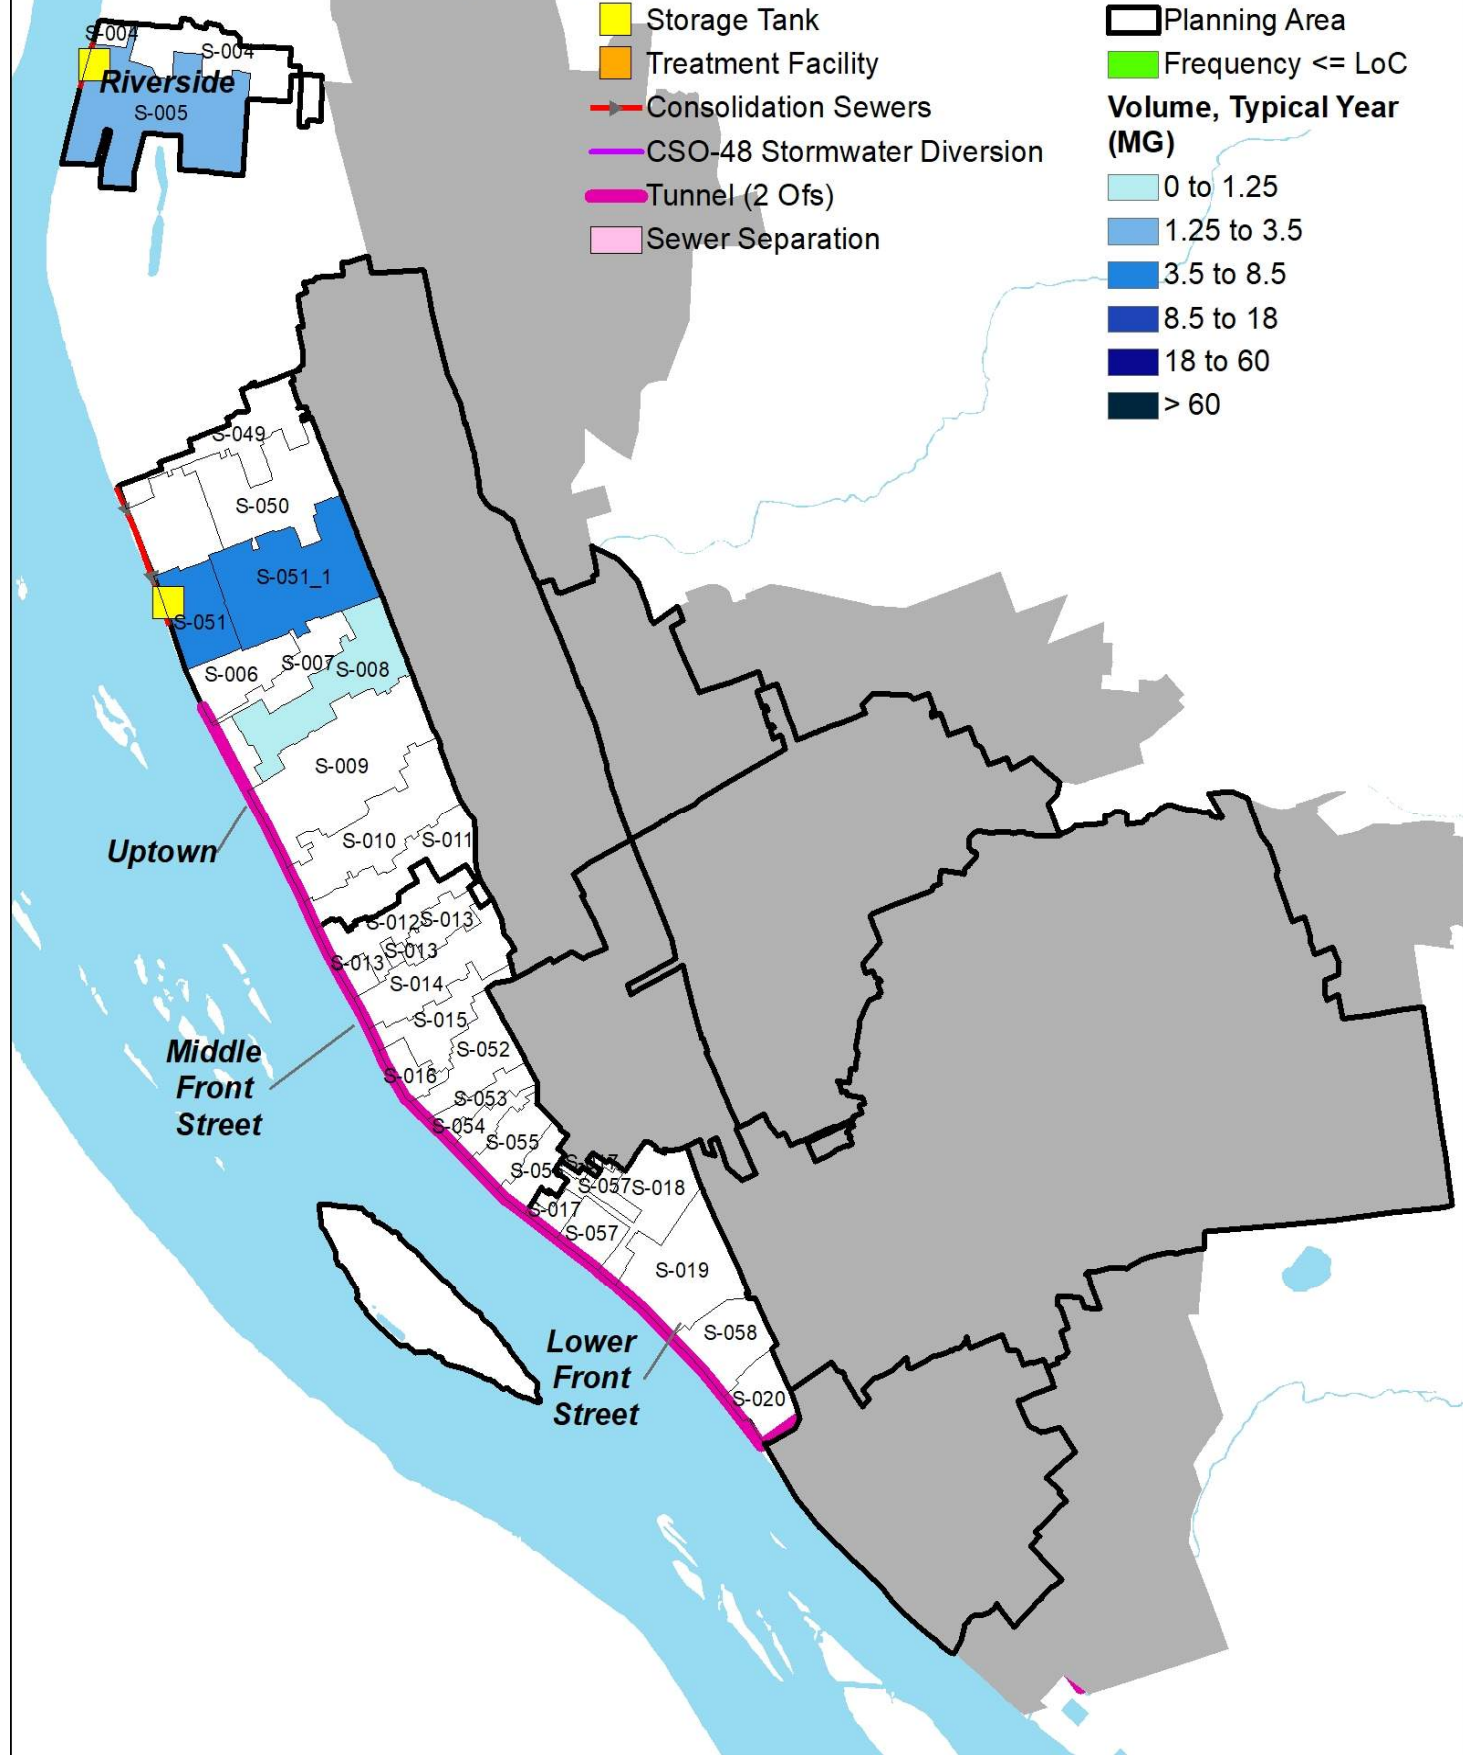 Storage Tank
Treatment Facility
Consolidation Sewers
CSO-48 Stormwater Diversion
Tunnel (2 Ofs)
Sewer Separation
Planning Area
Frequency <= LoC
Volume, Typical Year
(MG)
0 to 1.25
1.25 to 3.5
3.5 to 8.5
8.5 to 18
18 to 60
> 60
S-004
S-004
Riverside
S-005
S-049
S-050
S-051_1
S-051
S-006
S-007
S-008
S-009
Uptown
S-010
S-011
S-012
S-013
S-013
S-013
S-014
S-015
Middle
Front
Street
S-052
S-016
S-053
S-054
S-055
S-057
S-018
S-017
S-057
S-019
Lower
Front
Street
S-058
S-020